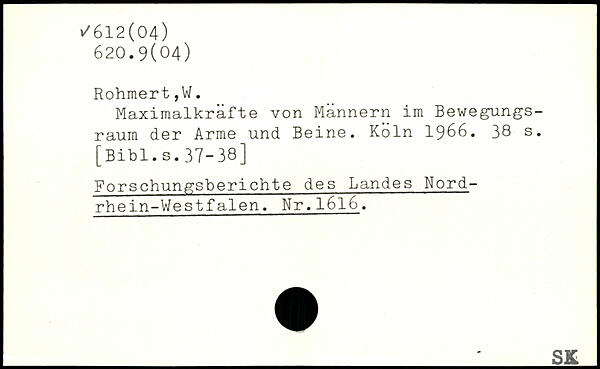 ✓612(04)
620.9(04)
Rohmert,W.
Maximalkräfte von Männern im Bewegungs-
raum der Arme und Beine. Köln 1966. 38 s.
[Bibl.s.37-38]
Forschungsberichte des Landes Nord-
rhein-Westfalen. Nr.1616.
SK